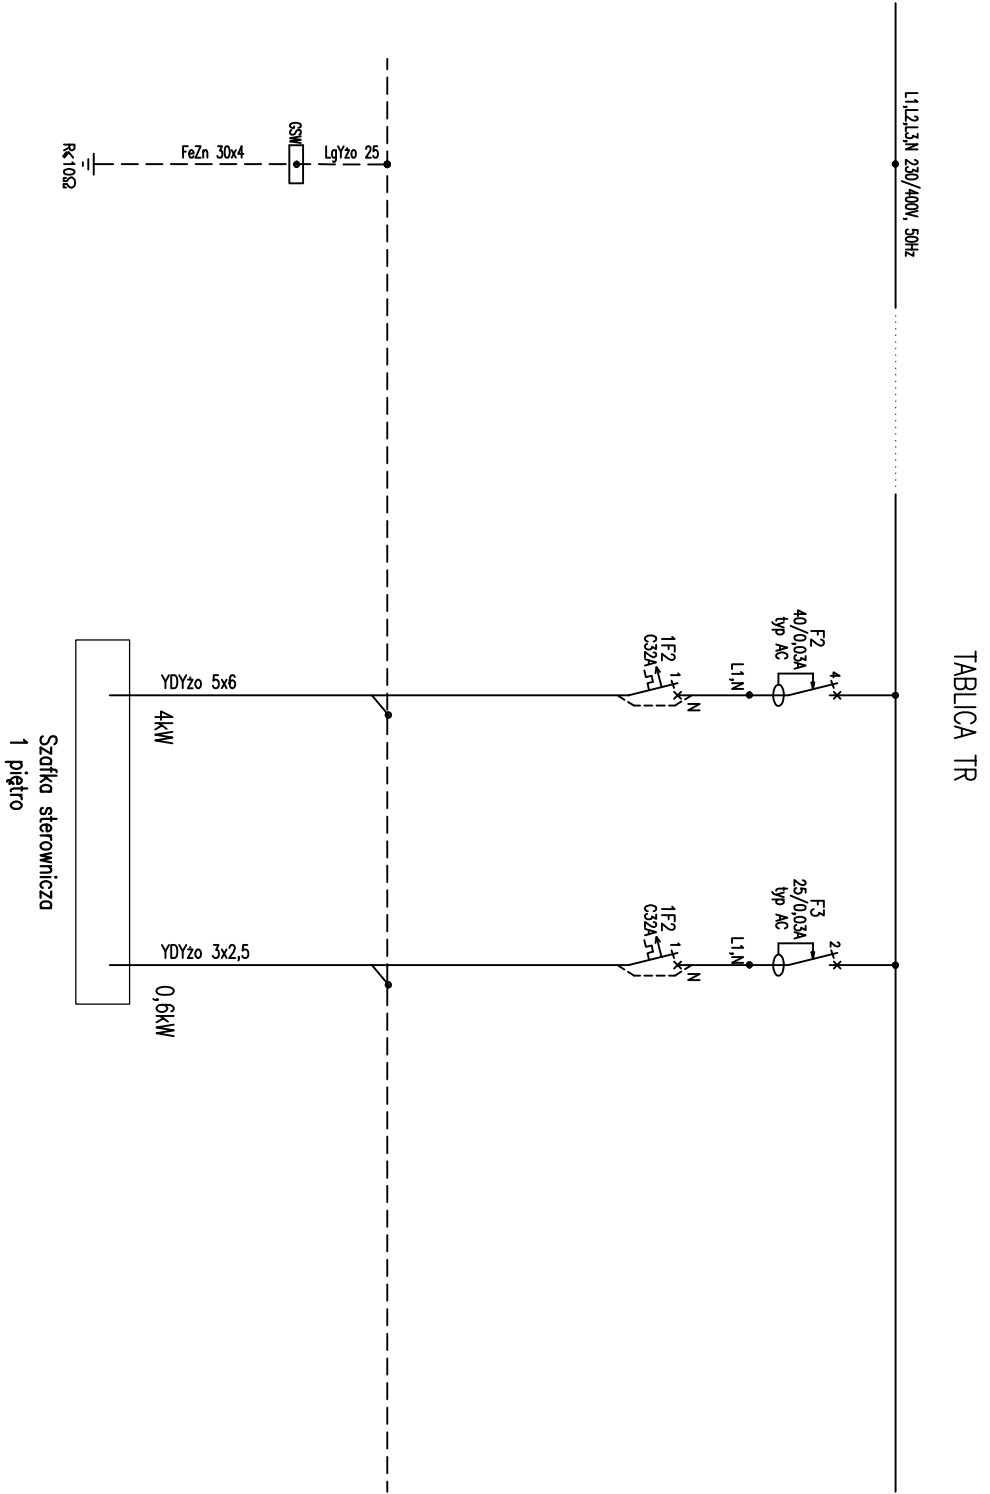 TABLICA TR
L1,L2,L3,N 230/400V, 50Hz
F2
40/0,03A
typ AC
4
L1,N
1F2
C32A
1
N
F3
25/0,03A
typ AC
2
L1,N
1F2
C32A
1
N
LgYżo 25
GSW
FeZn 30x4
R<10Ω
YDYżo 5x6
4kW
YDYżo 3x2,5
0,6kW
Szafka sterownicza
1 piętro